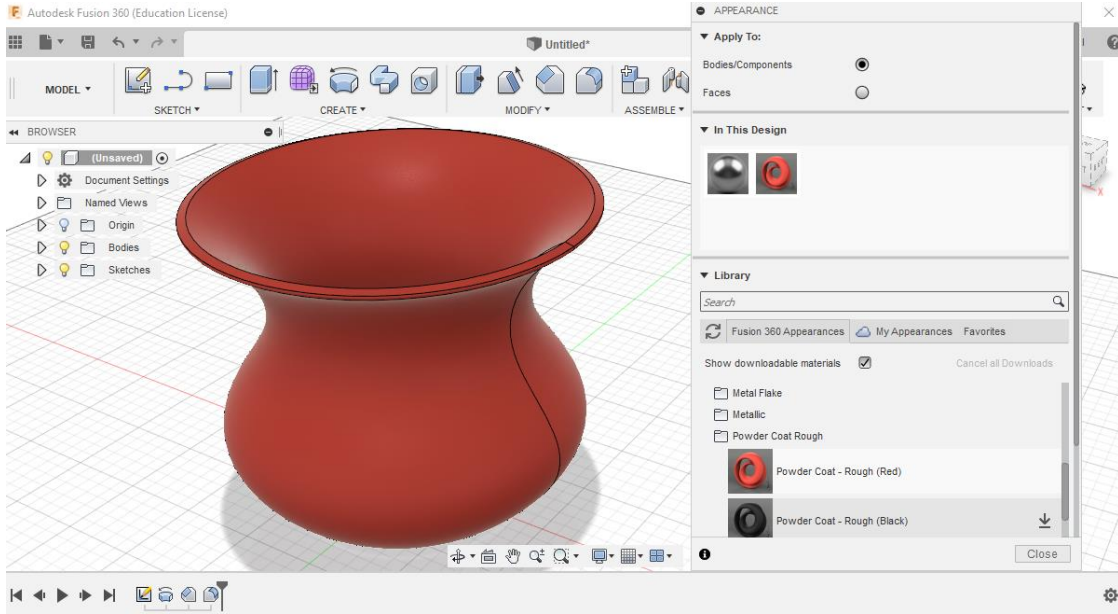 Autodesk Fusion 360 (Education License)
Untitled*
MODEL
SKETCH
CREATE
MODIFY
ASSEMBLE
BROWSER
(Unsaved)
Document Settings
Named Views
Origin
Bodies
Sketches
APPEARANCE
Apply To:
Bodies/Components
Faces
In This Design
Library
Search
Fusion 360 Appearances My Appearances Favorites
Show downloadable materials Cancel all Downloads
Metal Flake
Metallic
Powder Coat Rough
Powder Coat - Rough (Red)
Powder Coat - Rough (Black)
Close
X